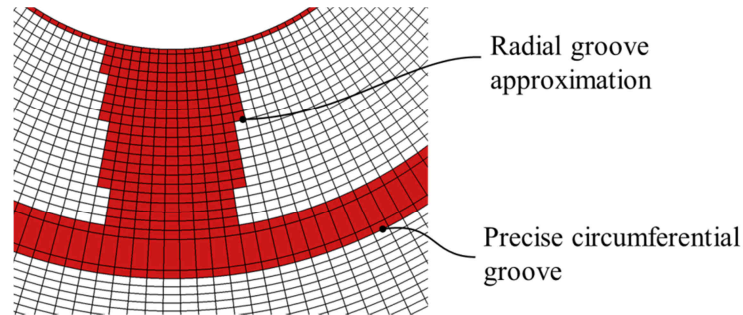 Radial groove
approximation
Precise circumferential
groove